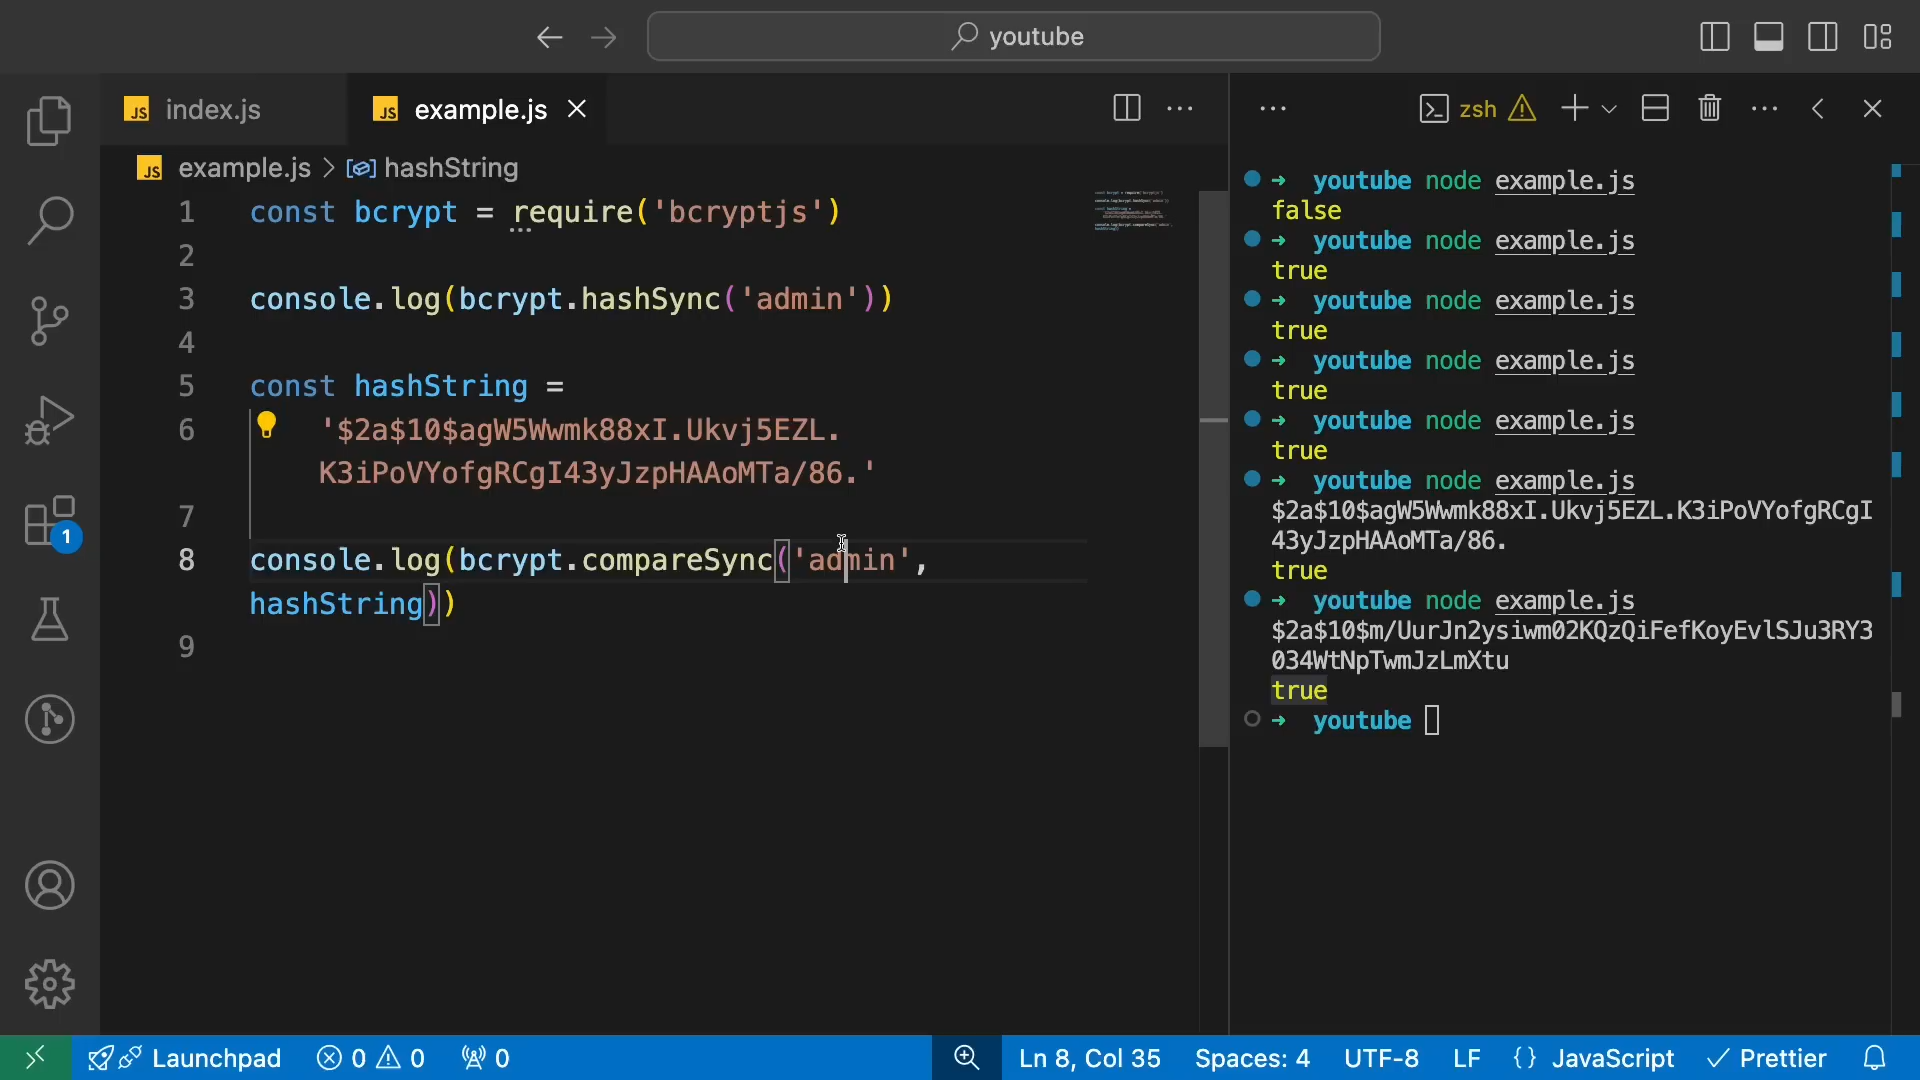 youtube
JS index.js
JS example.js
zsh
JS example.js > hashString
1 const bcrypt = require('bcryptjs')
2
3 console.log(bcrypt.hashSync('admin'))
4
5 const hashString =
6 '$2a$10$agW5Wwmk88xI.Ukvj5EZL.
K3iPoVYofgRCgI43yJzpHAAoMTa/86.'
7
8 console.log(bcrypt.compareSync('admin',
hashString))
9
→ youtube node example.js
false
→ youtube node example.js
true
→ youtube node example.js
true
→ youtube node example.js
true
→ youtube node example.js
true
→ youtube node example.js
$2a$10$agW5Wwmk88xI.Ukvj5EZL.K3iPoVYofgRCgI
43yJzpHAAoMTa/86.
true
→ youtube node example.js
$2a$10$m/UurJn2ysiwm02KQzQiFefKoyEvlSJu3RY3
034WtNpTwmJzLmXtu
true
→ youtube
1
Launchpad 0 0 0 Ln 8, Col 35 Spaces: 4 UTF-8 LF {} JavaScript Prettier